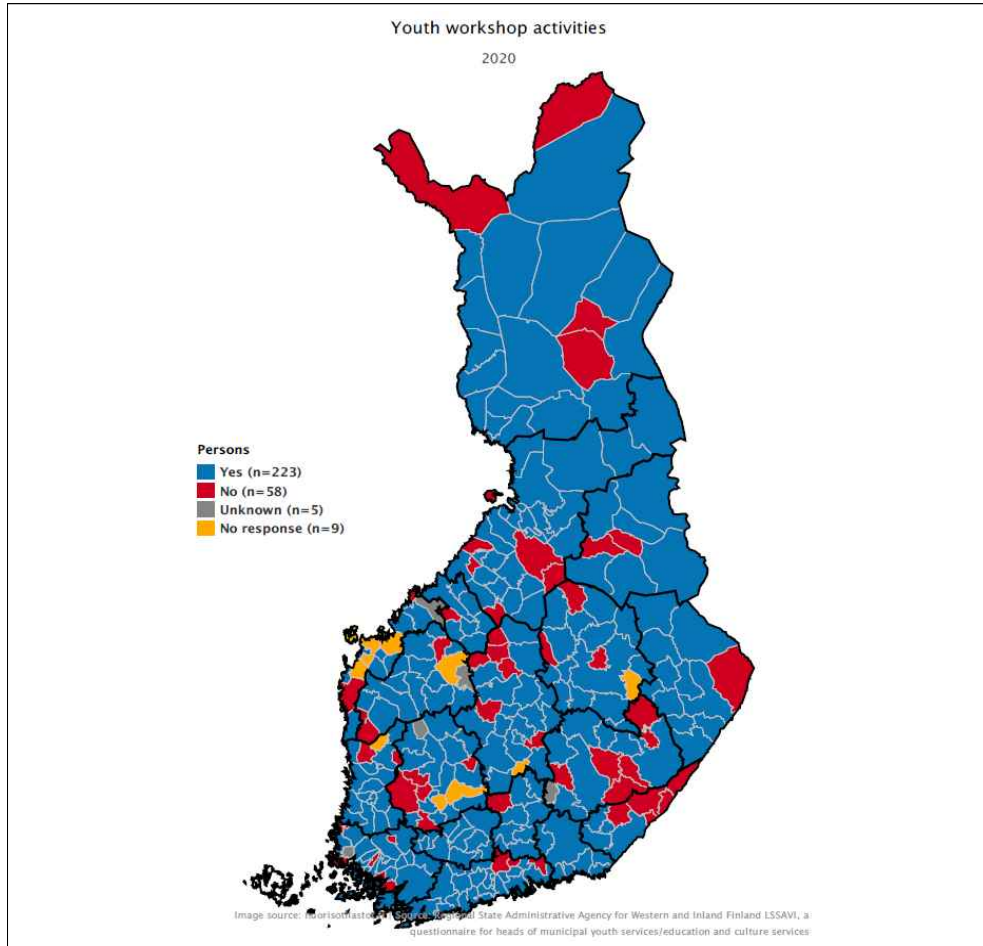 Youth workshop activities
2020
Persons
Yes (n=223)
No (n=58)
Unknown (n=5)
No response (n=9)
Image source: Source: Regional State Administrative Agency for Western and Inland Finland LSSAVI, a
questionnaire for heads of municipal youth services/education and culture services